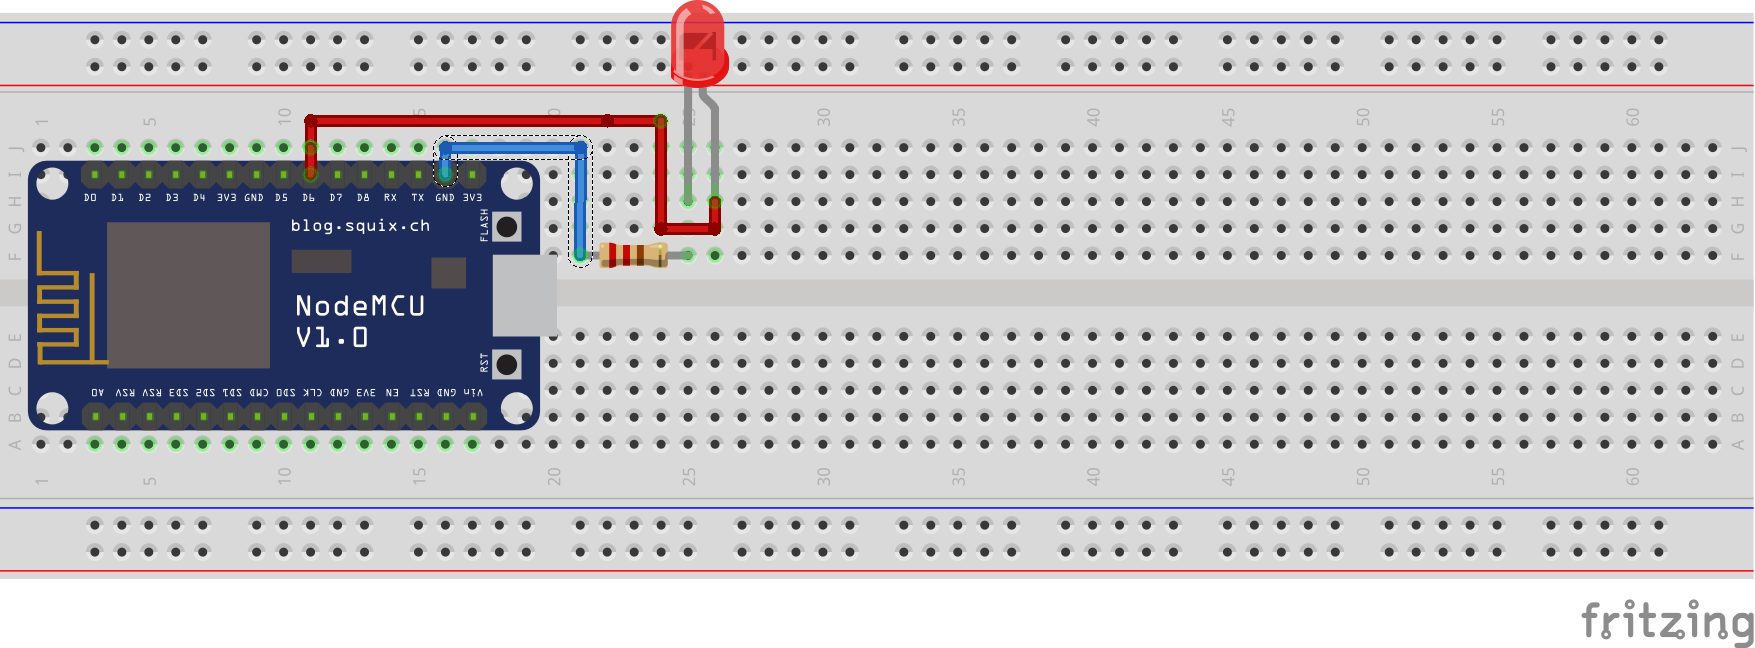 1 5 10 15 20 25 30 35 40 45 50 55 60
J J
I I
D0 D1 D2 D3 D4 3V3 GND D5 D6 D7 D8 RX TX GND 3V3
H H
blog.squix.ch
FLASH
G G
F F
NodeMCU
V1.0
E E
RST
D D
A0 RSV RSV SD3 SD2 SD1 CMD SD0 CLK GND 3V3 EN RST GND Vin
C C
B B
A A
1 5 10 15 20 25 30 35 40 45 50 55 60
fritzing